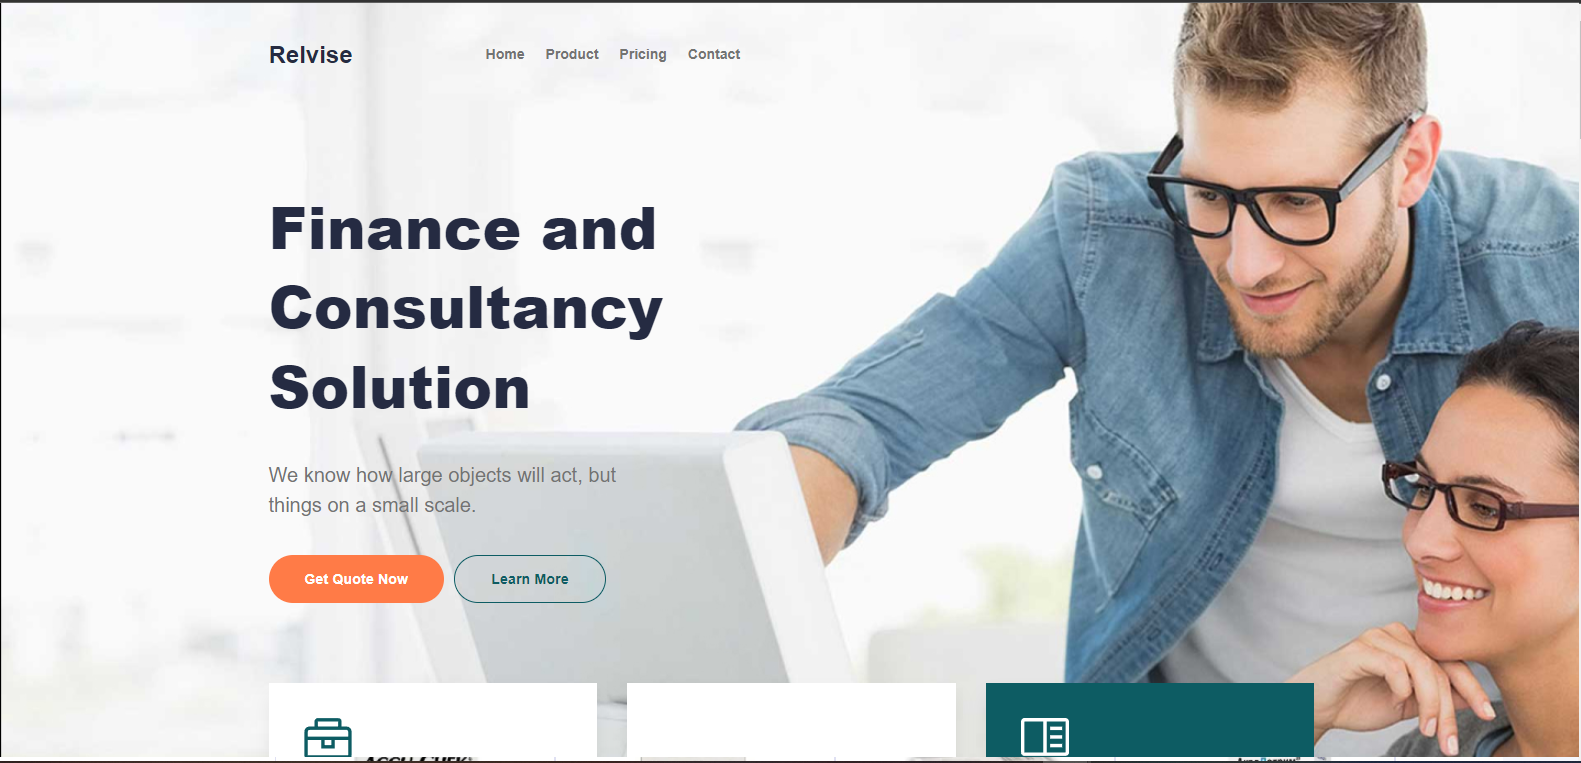 Relvise
Home Product Pricing Contact
Finance and
Consultancy
Solution
We know how large objects will act, but
things on a small scale.
Get Quote Now Learn More